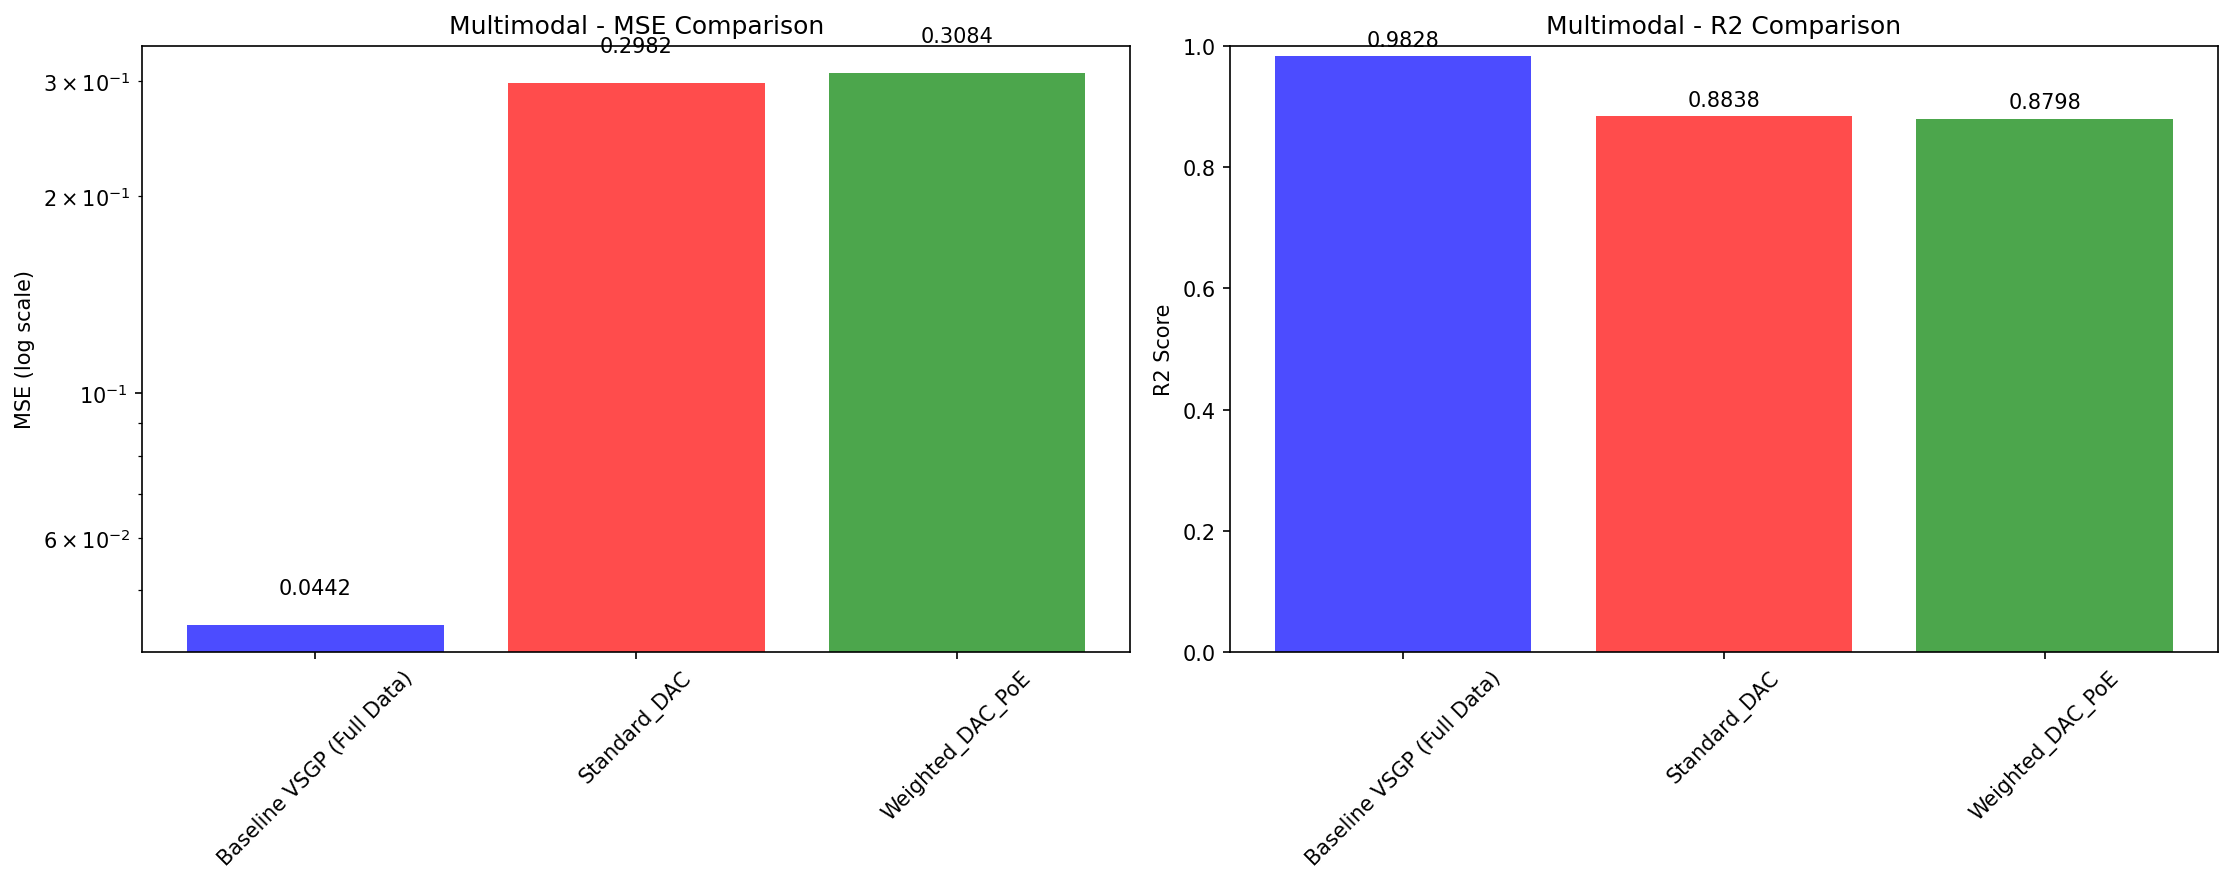 Multimodal - MSE Comparison
0.2982
0.3084
3 × 10⁻¹
2 × 10⁻¹
10⁻¹
6 × 10⁻²
MSE (log scale)
0.0442
Baseline VSGP (Full Data)
Standard_DAC
Weighted_DAC_PoE
Multimodal - R2 Comparison
0.9828
0.8838
0.8798
1.0
0.8
0.6
0.4
0.2
0.0
R2 Score
Baseline VSGP (Full Data)
Standard_DAC
Weighted_DAC_PoE